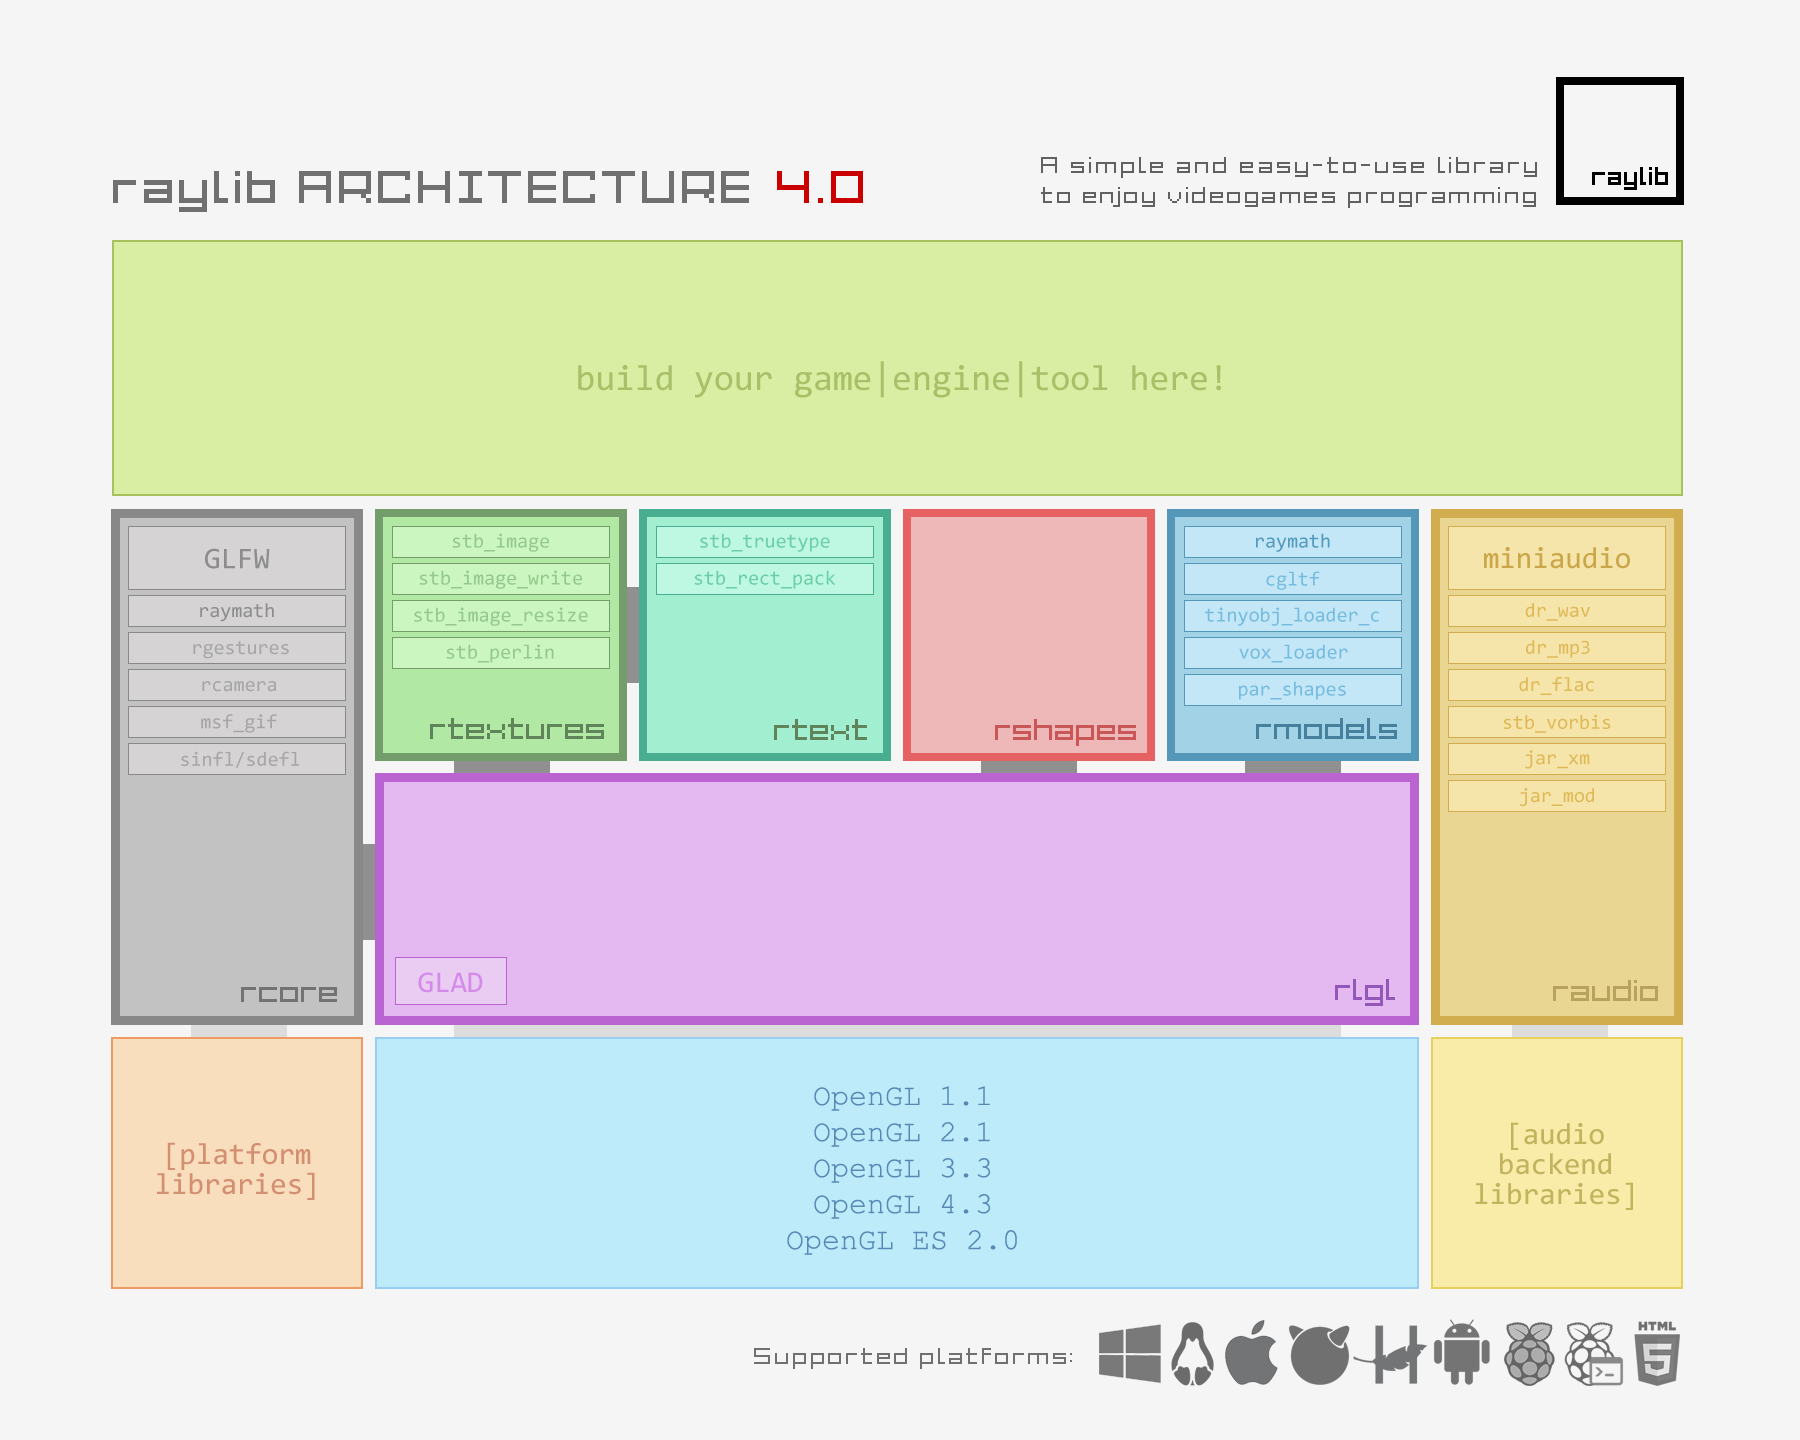 A simple and easy-to-use library
to enjoy videogames programming
raylib
raylib ARCHITECTURE 4.0
build your game|engine|tool here!
GLFW
raymath
rgestures
rcamera
msf_gif
sinfl/sdefl
rcore
stb_image
stb_image_write
stb_image_resize
stb_perlin
rtextures
stb_truetype
stb_rect_pack
rtext
rshapes
raymath
cgltf
tinyobj_loader_c
vox_loader
par_shapes
rmodels
miniaudio
dr_wav
dr_mp3
dr_flac
stb_vorbis
jar_xm
jar_mod
raudio
GLAD
rlgl
[platform
libraries]
OpenGL 1.1
OpenGL 2.1
OpenGL 3.3
OpenGL 4.3
OpenGL ES 2.0
[audio
backend
libraries]
Supported platforms:
HTML
5